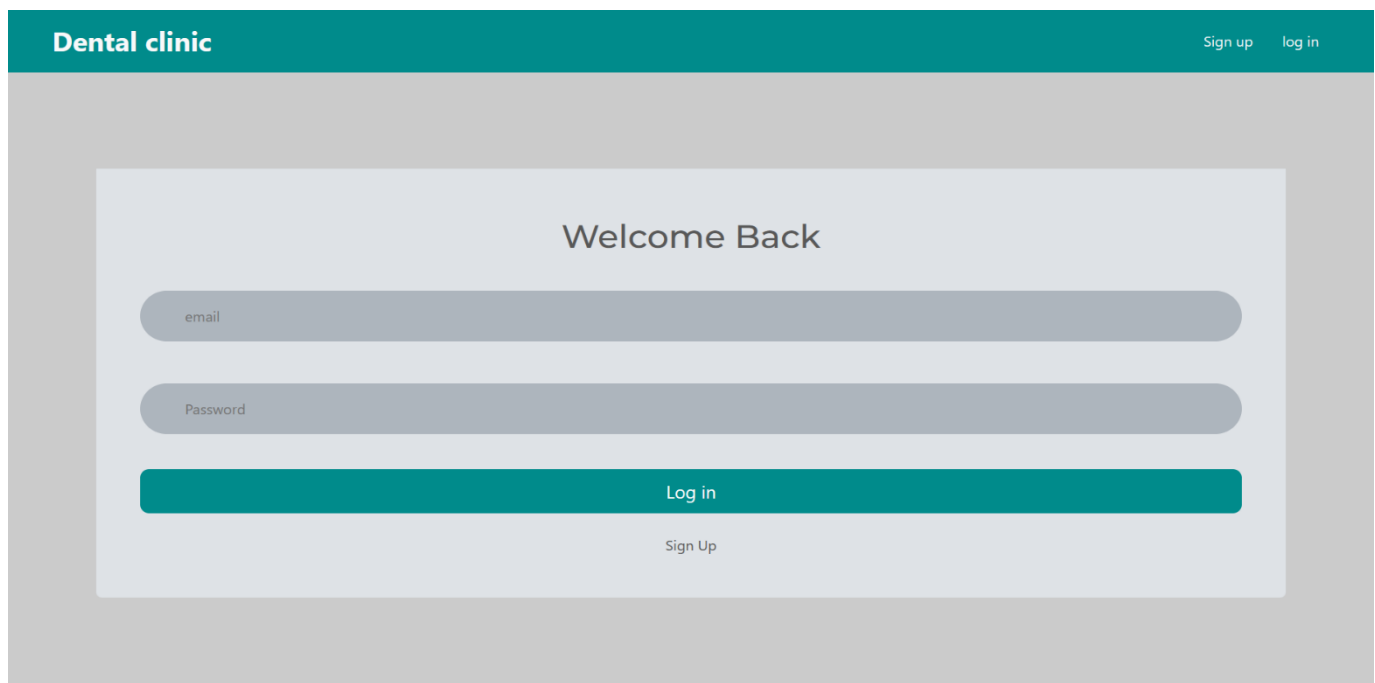 Dental clinic
Sign up log in
Welcome Back
email
Password
Log in
Sign Up